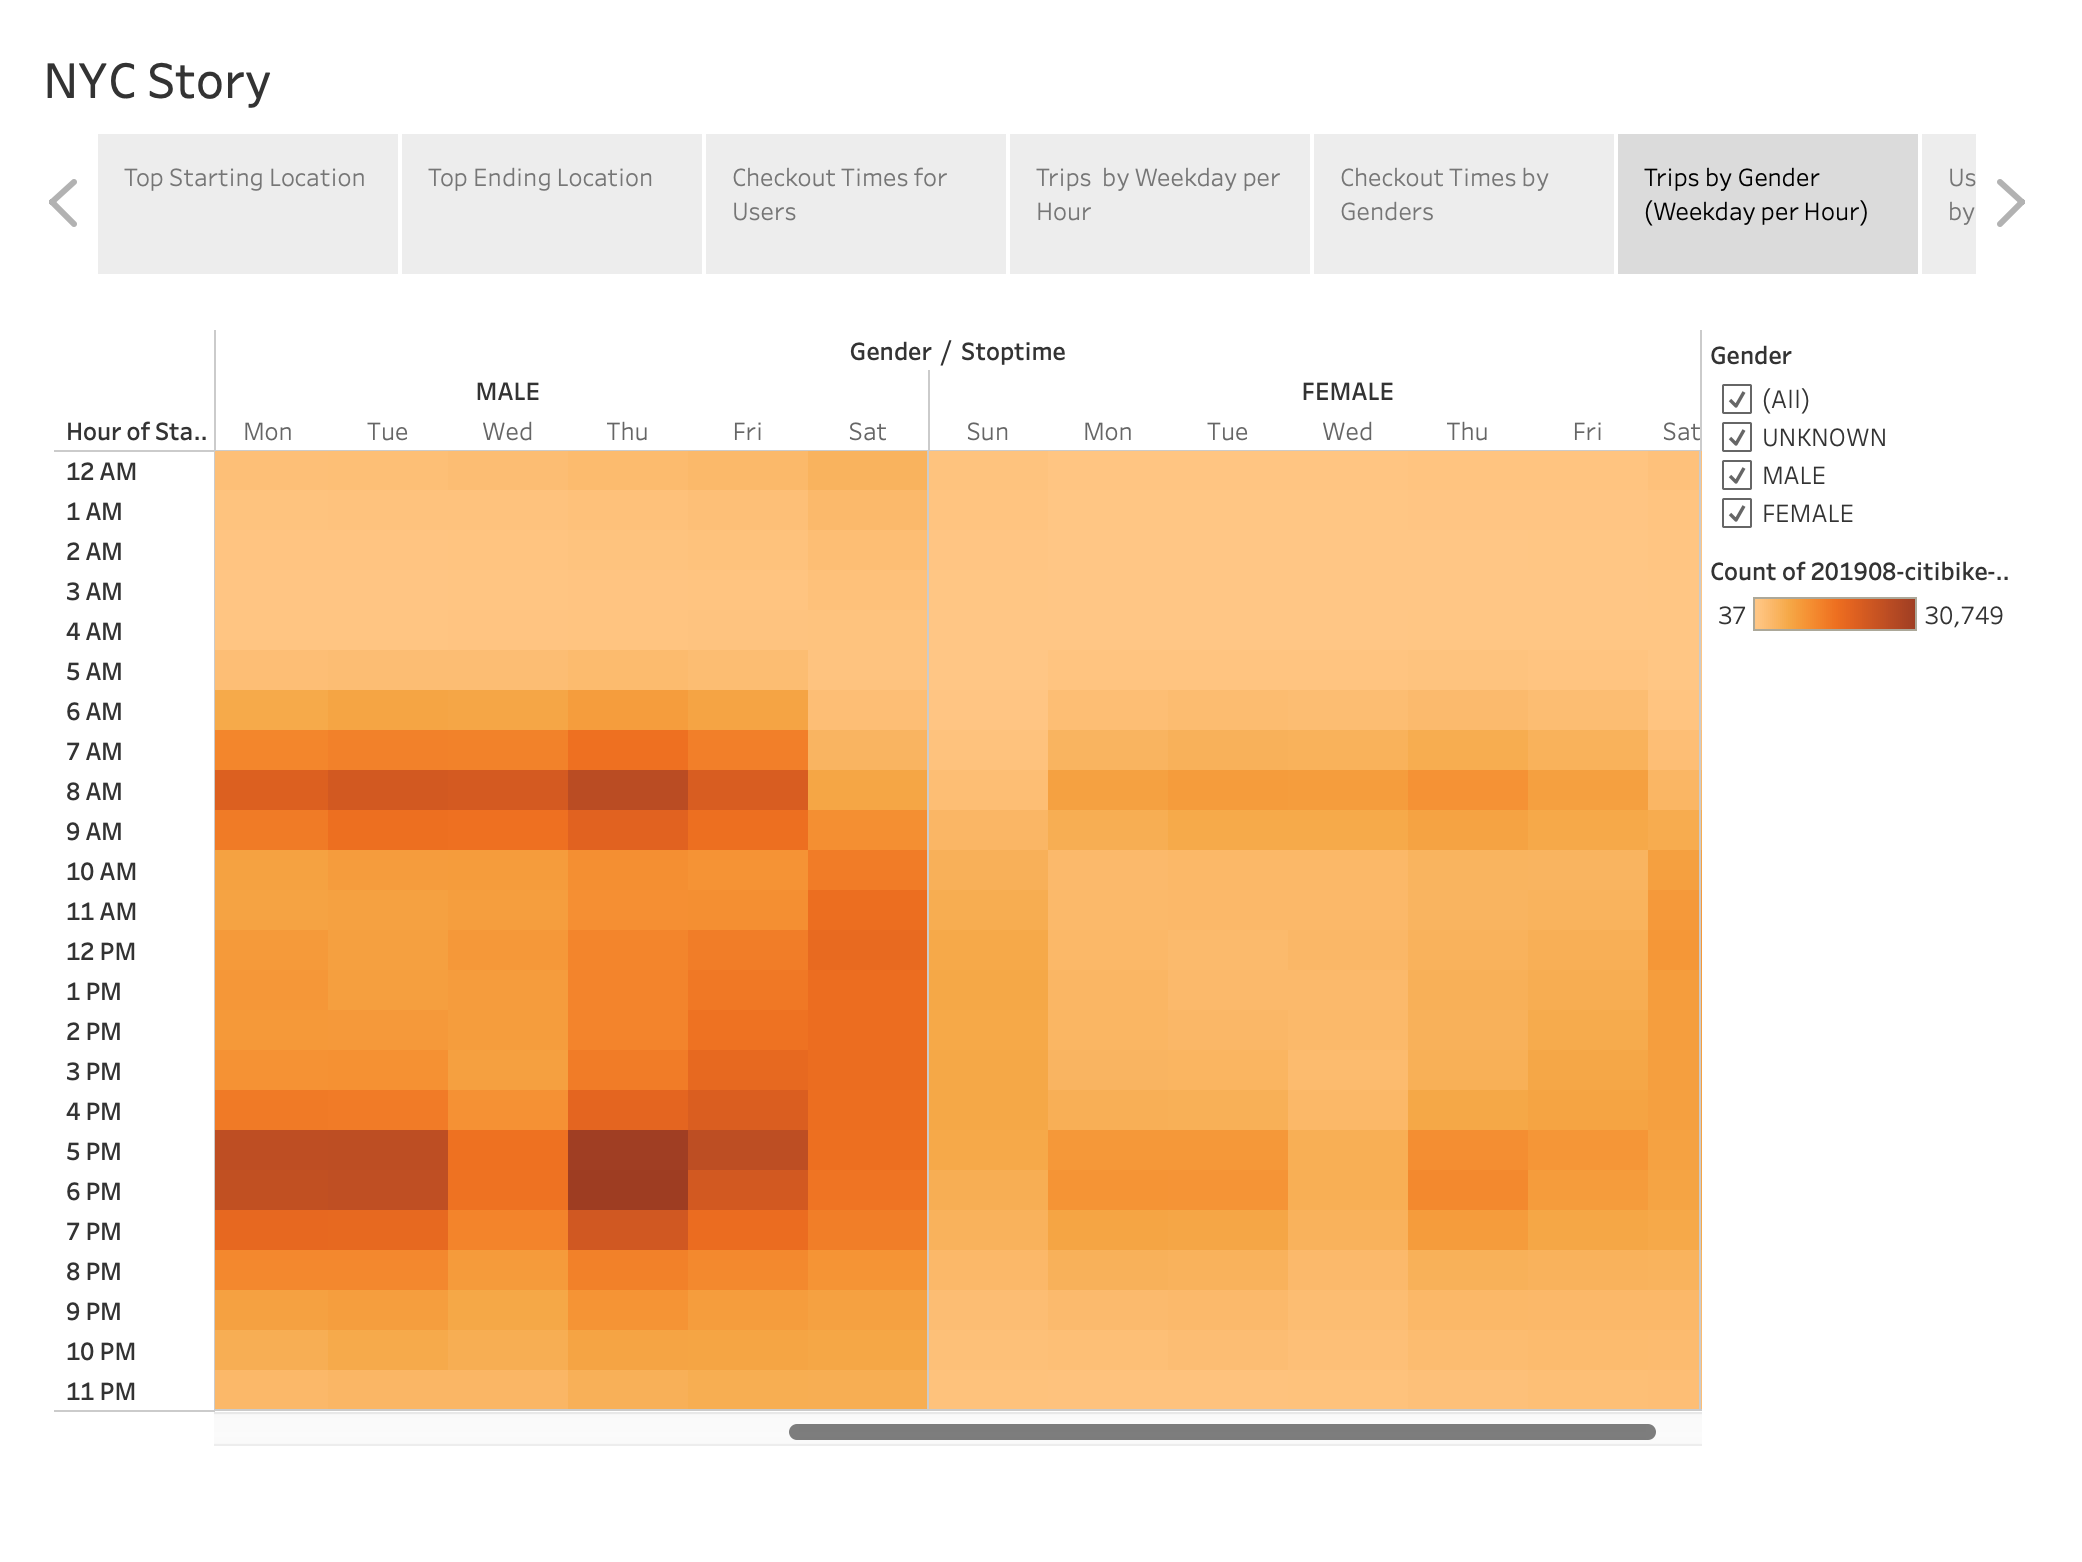 NYC Story
Top Starting Location
Top Ending Location
Checkout Times for
Users
Trips by Weekday per
Hour
Checkout Times by
Genders
Trips by Gender
(Weekday per Hour)
Us
by
Gender / Stoptime
MALE FEMALE
Hour of Sta.. Mon Tue Wed Thu Fri Sat Sun Mon Tue Wed Thu Fri Sat
12 AM
1 AM
2 AM
3 AM
4 AM
5 AM
6 AM
7 AM
8 AM
9 AM
10 AM
11 AM
12 PM
1 PM
2 PM
3 PM
4 PM
5 PM
6 PM
7 PM
8 PM
9 PM
10 PM
11 PM
Gender
(All)
UNKNOWN
MALE
FEMALE
Count of 201908-citibike-..
37 30,749